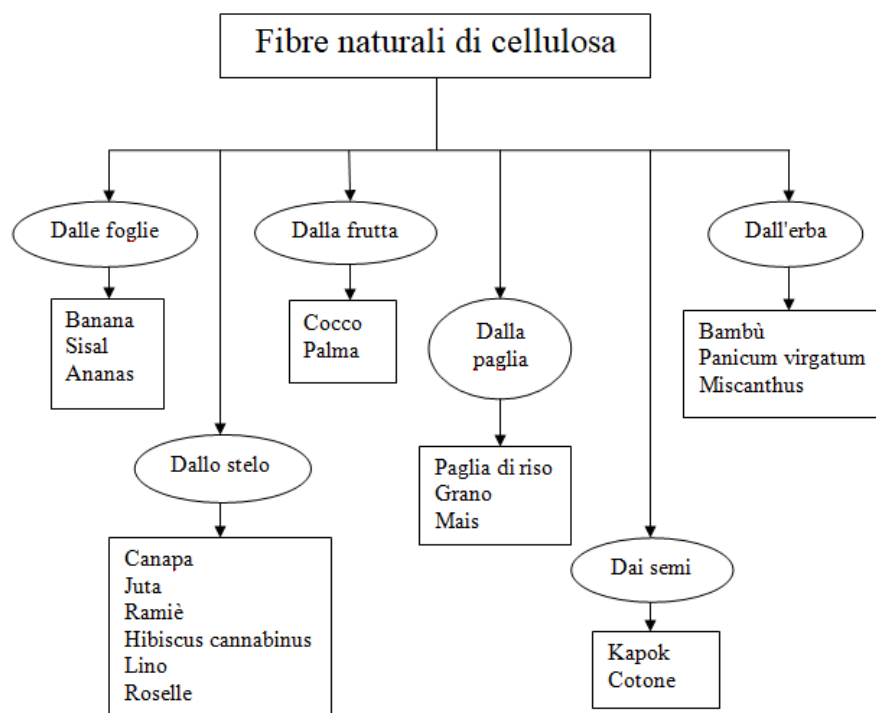 Fibre naturali di cellulosa
Dalle foglie
Banana
Sisal
Ananas
Dallo stelo
Canapa
Juta
Ramiè
Hibiscus cannabinus
Lino
Roselle
Dalla frutta
Cocco
Palma
Dalla
paglia
Paglia di riso
Grano
Mais
Dai semi
Kapok
Cotone
Dall'erba
Bambù
Panicum virgatum
Miscanthus